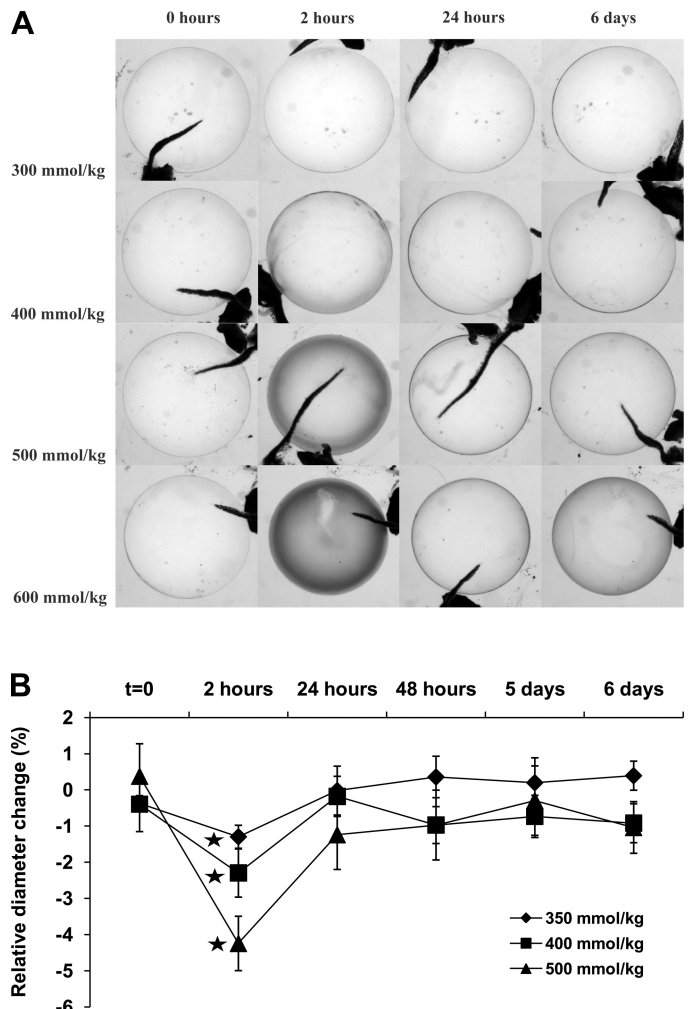 A
0 hours 2 hours 24 hours 6 days
300 mmol/kg
400 mmol/kg
500 mmol/kg
600 mmol/kg
B
t=0 2 hours 24 hours 48 hours 5 days 6 days
Relative diameter change (%)
2
1
0
-1
-2
-3
-4
-5
-6
350 mmol/kg
400 mmol/kg
500 mmol/kg